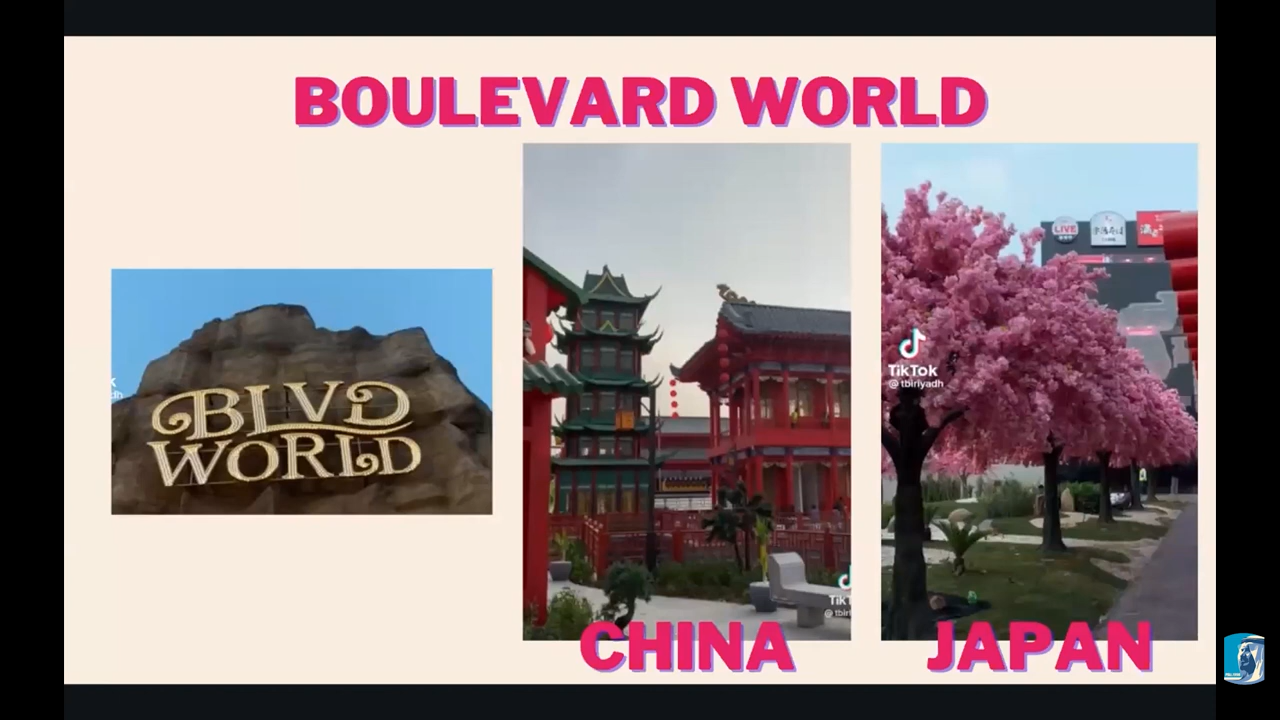 BOULEVARD WORLD
BLVD
WORLD
LIVE
TikTok
@ tbiriyadh
CHINA
JAPAN